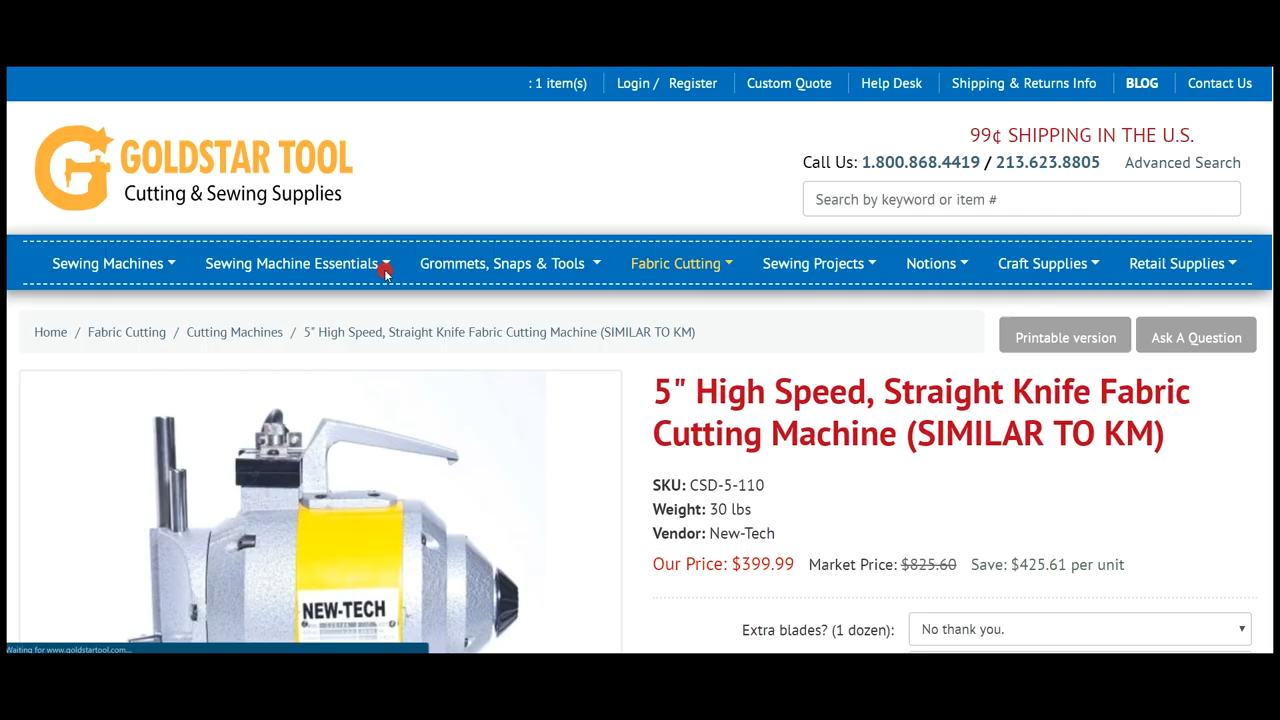 : 1 item(s) Login / Register Custom Quote Help Desk Shipping & Returns Info BLOG Contact Us
GOLDSTAR TOOL
Cutting & Sewing Supplies
99¢ SHIPPING IN THE U.S.
Call Us: 1.800.868.4419 / 213.623.8805 Advanced Search
Search by keyword or item #
Sewing Machines Sewing Machine Essentials Grommets, Snaps & Tools Fabric Cutting Sewing Projects Notions Craft Supplies Retail Supplies
Home / Fabric Cutting / Cutting Machines / 5" High Speed, Straight Knife Fabric Cutting Machine (SIMILAR TO KM)
Printable version Ask A Question
5" High Speed, Straight Knife Fabric
Cutting Machine (SIMILAR TO KM)
SKU: CSD-5-110
Weight: 30 lbs
Vendor: New-Tech
Our Price: $399.99 Market Price: $825.60 Save: $425.61 per unit
Extra blades? (1 dozen): No thank you.
NEW-TECH
Waiting for www.goldstartool.com...